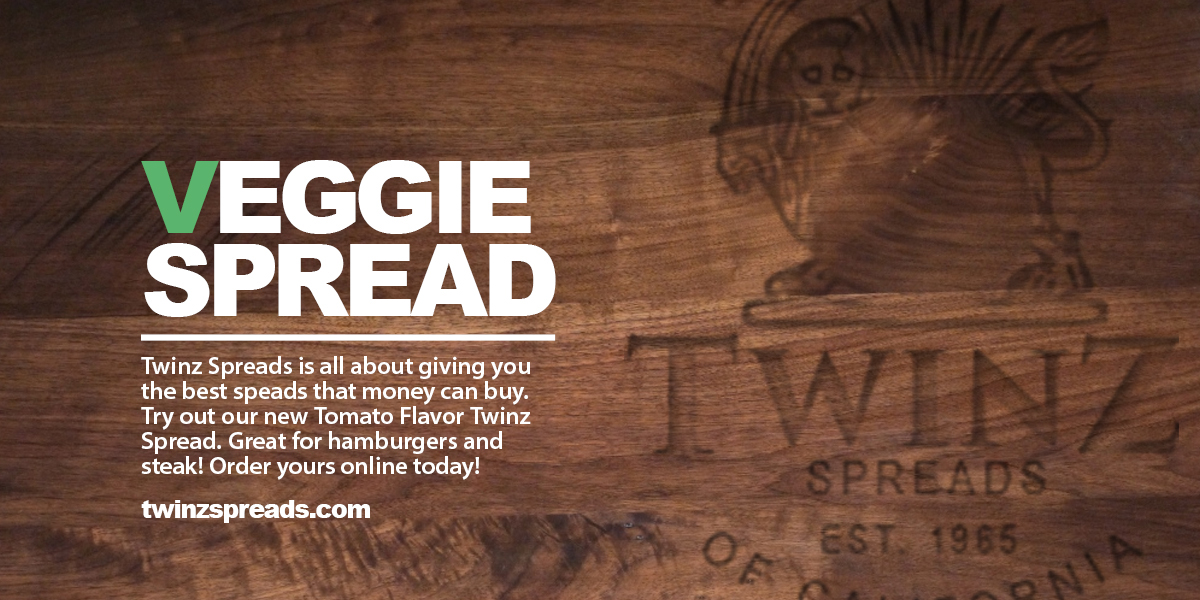 VEGGIE
SPREAD
Twinz Spreads is all about giving you
the best speads that money can buy.
Try out our new Tomato Flavor Twinz
Spread. Great for hamburgers and
steak! Order yours online today!
twinzspreads.com
TWINZ
SPREADS
EST. 1965
OF CALIFORNIA